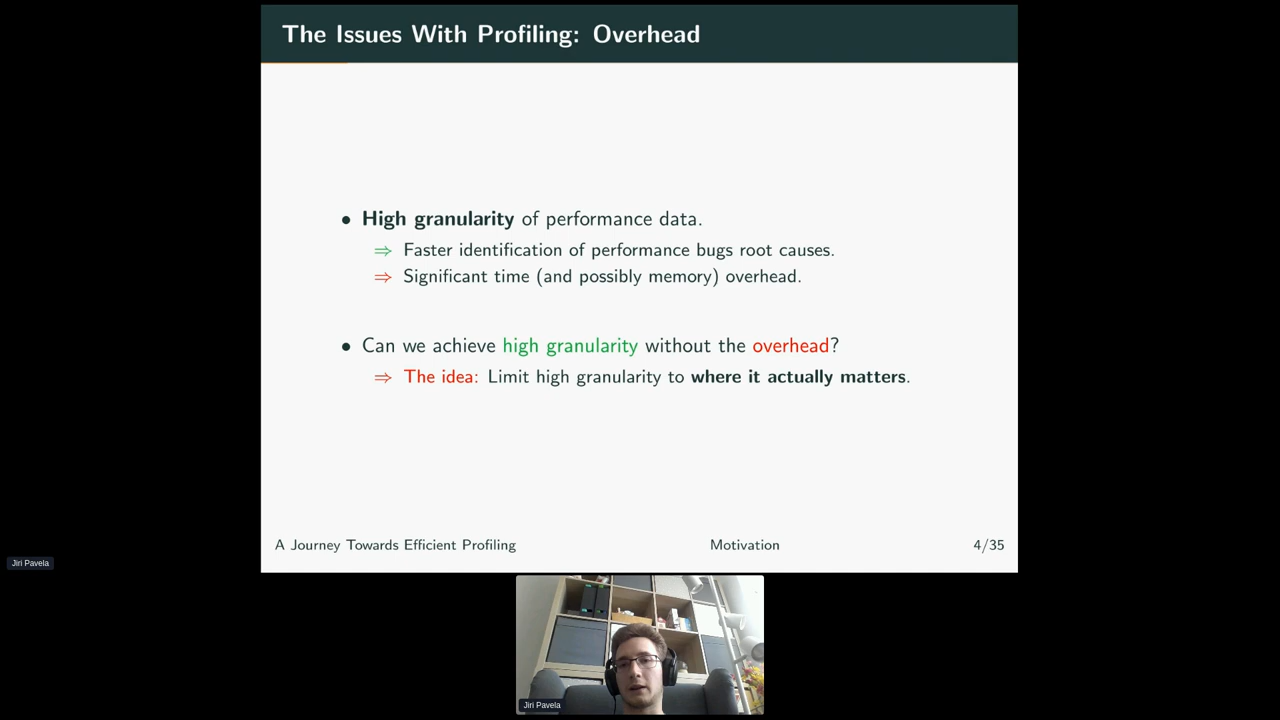 The Issues With Profiling: Overhead
• High granularity of performance data.
⇒ Faster identification of performance bugs root causes.
⇒ Significant time (and possibly memory) overhead.
• Can we achieve high granularity without the overhead?
⇒ The idea: Limit high granularity to where it actually matters.
A Journey Towards Efficient Profiling Motivation 4/35
Jiri Pavela
Jiri Pavela